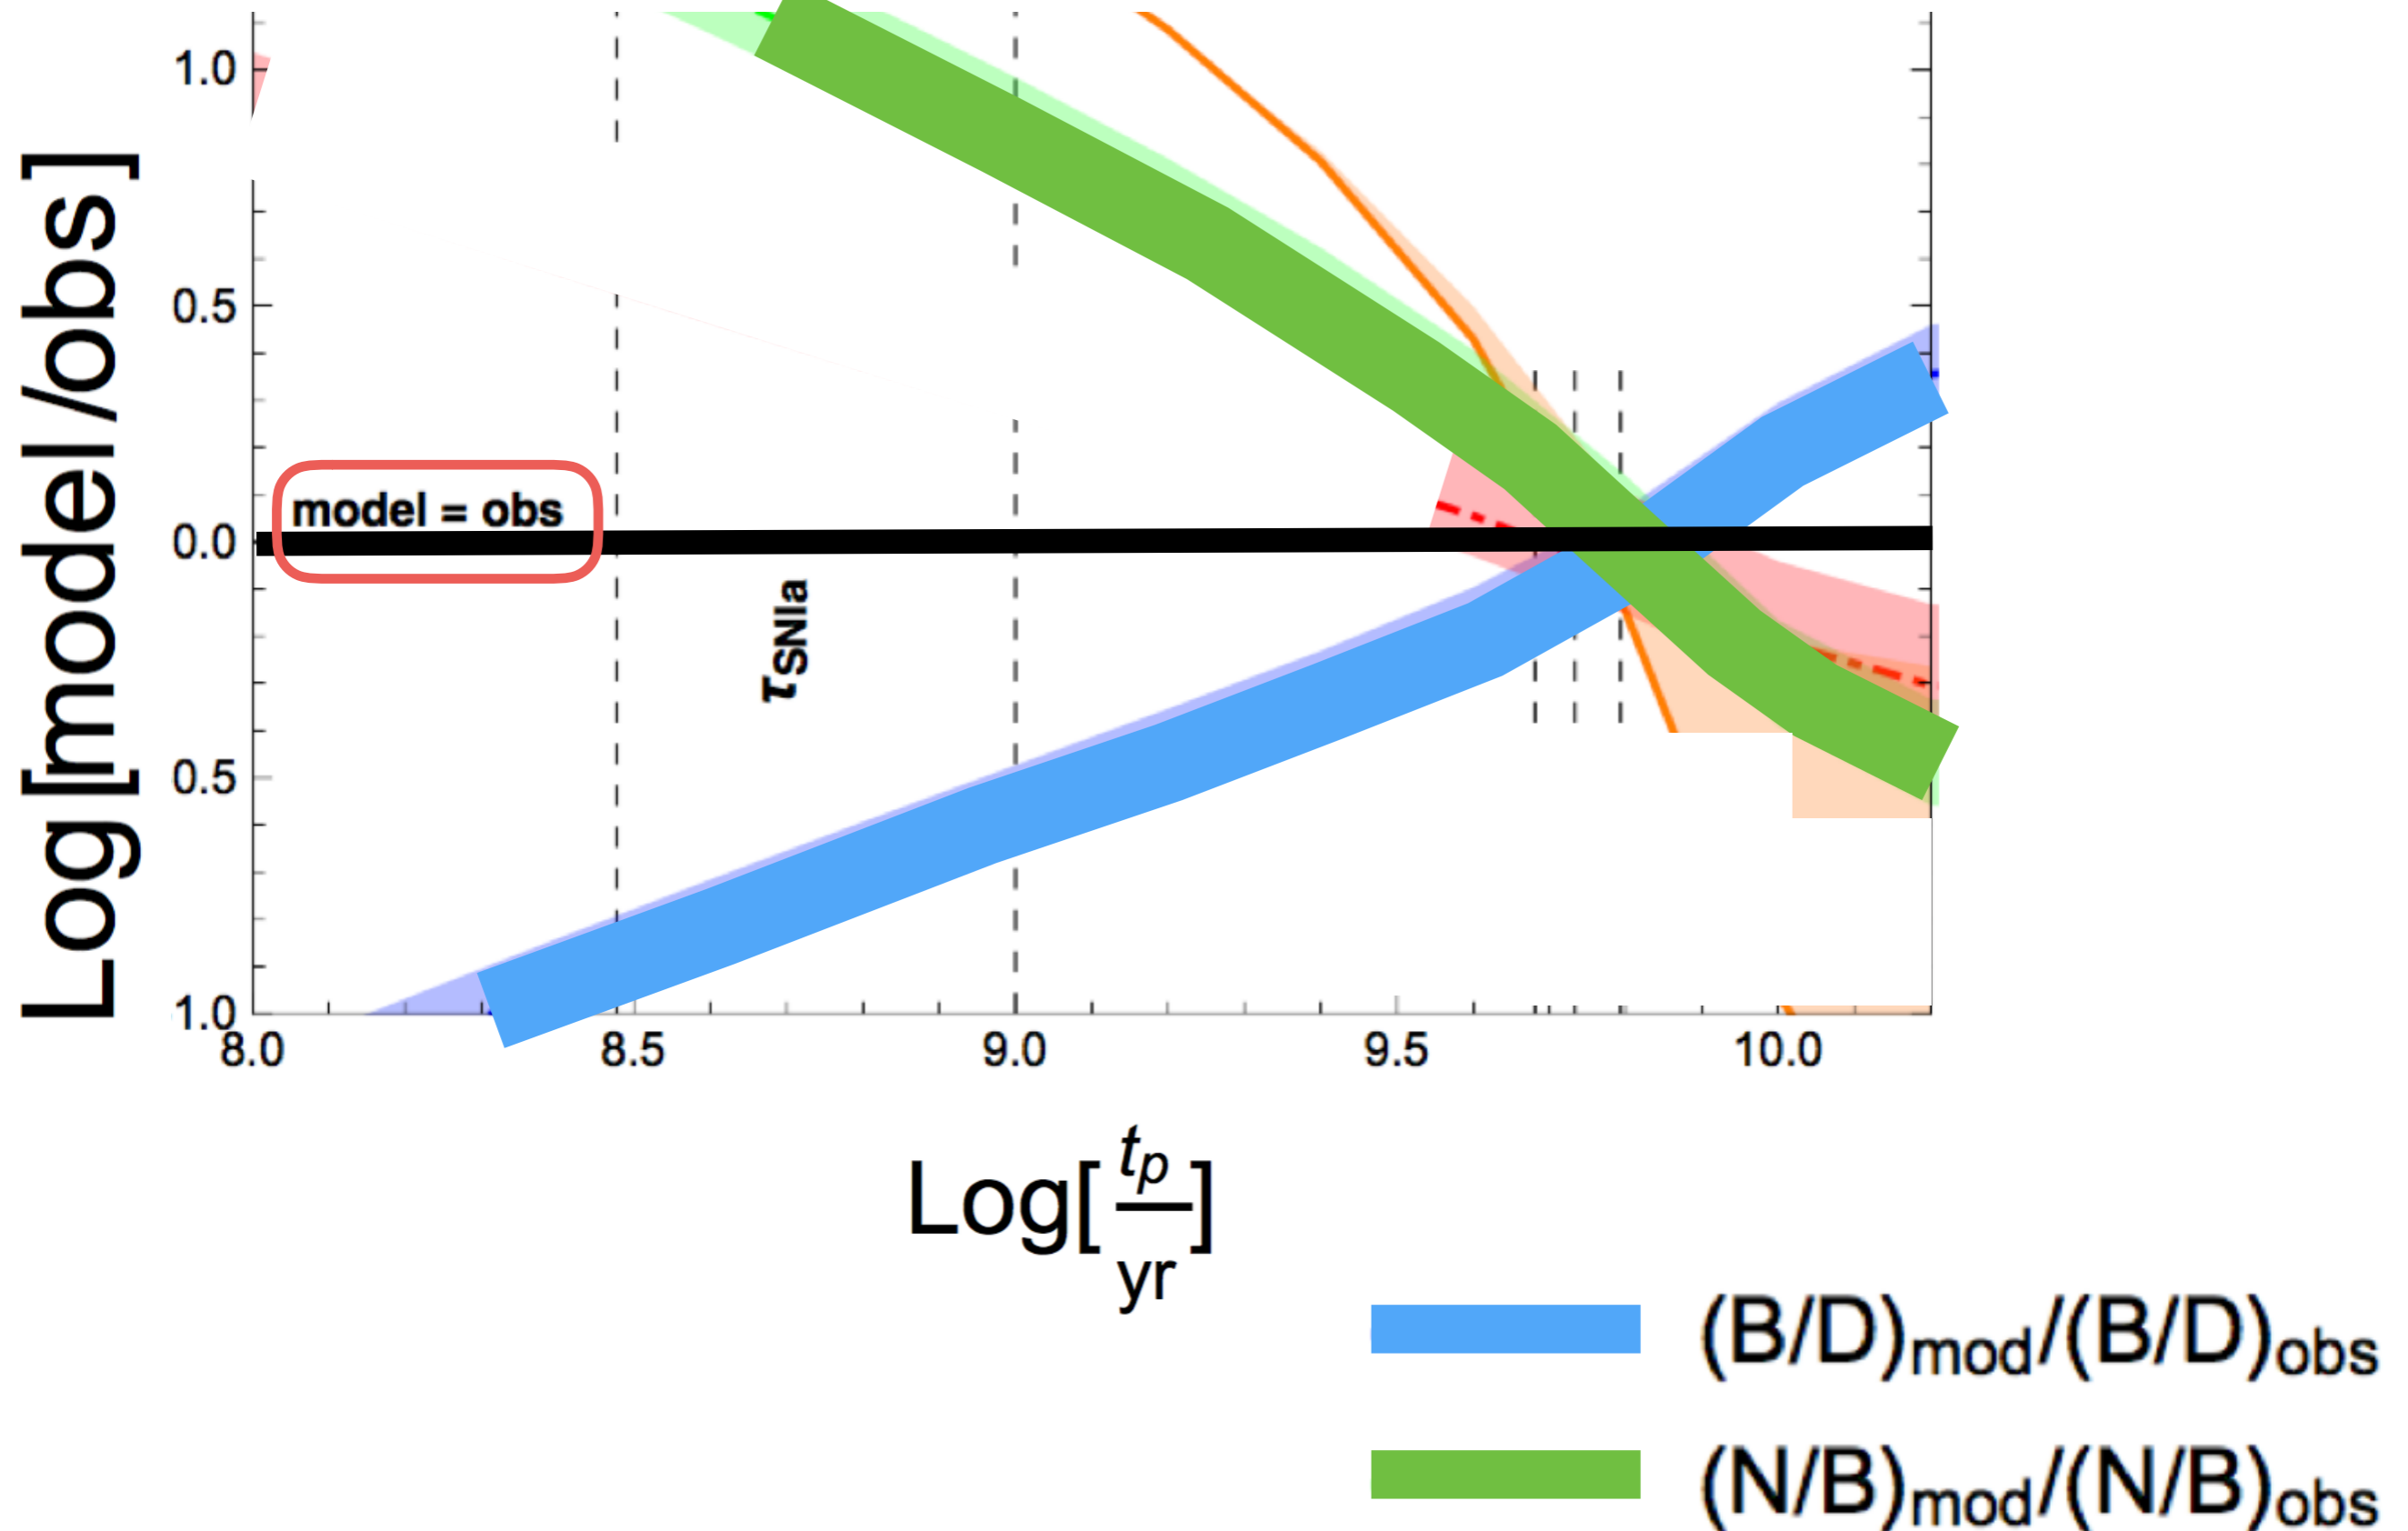 Log[model/obs]
1.0
0.5
0.0
0.5
1.0
model = obs
τSNIa
8.0 8.5 9.0 9.5 10.0
Log[tp/yr]
(B/D)mod/(B/D)obs
(N/B)mod/(N/B)obs